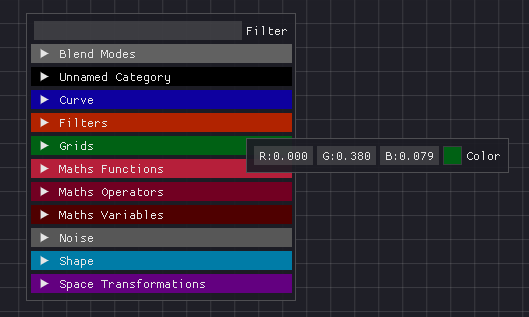 Filter
Blend Modes
Unnamed Category
Curve
Filters
Grids
R:0.000 G:0.380 B:0.079 Color
Maths Functions
Maths Operators
Maths Variables
Noise
Shape
Space Transformations